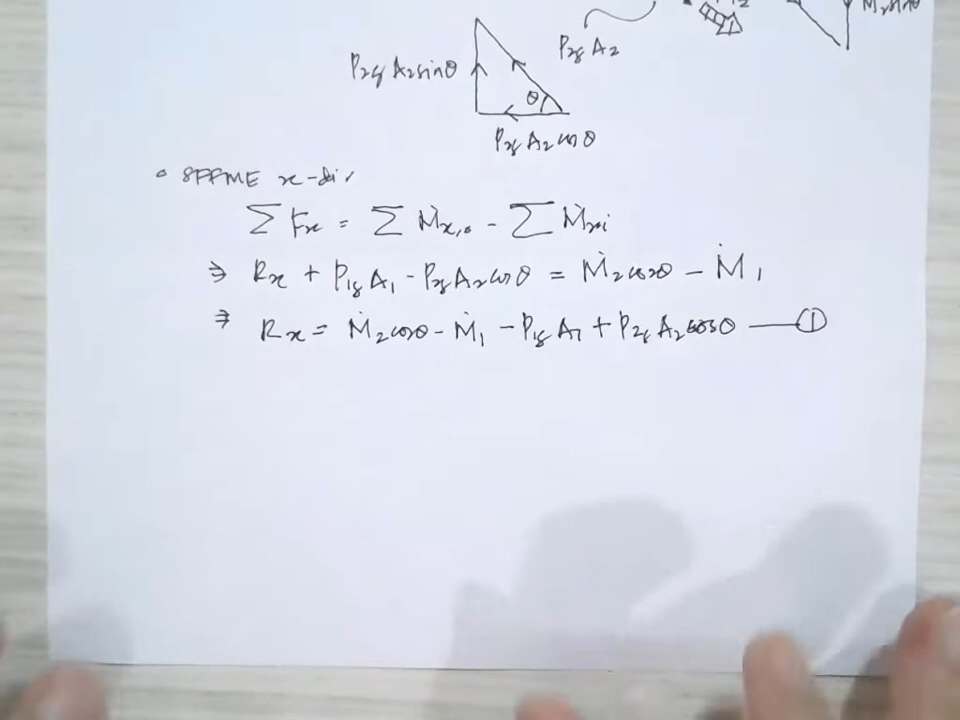 P2g A2
P2g A2 sinθ
θ
P2g A2 cosθ
SFFME x-dir
∑ Fx = ∑ Ṁx,o - ∑ Ṁx,i
⇒ Rx + P1g A1 - P2g A2 cosθ = Ṁ2 cosθ - Ṁ1
⇒ Rx = Ṁ2 cosθ - Ṁ1 - P1g A1 + P2g A2 cosθ — ①